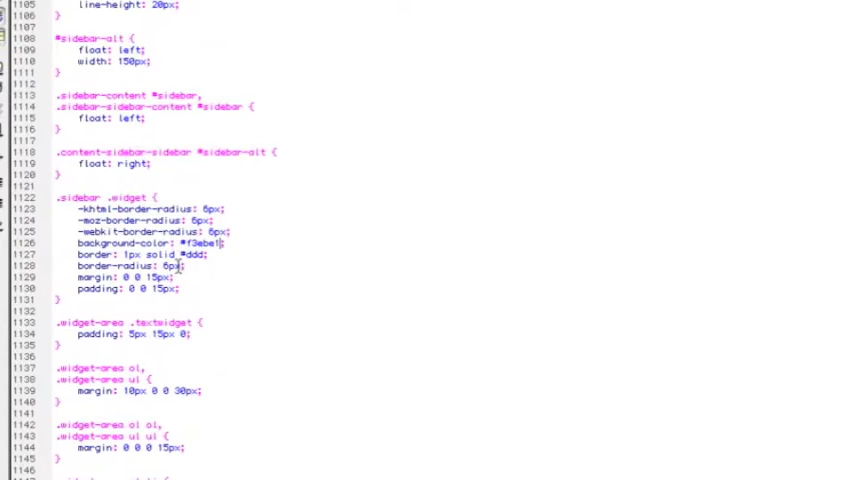 1105 line-height: 20px;
1106 }
1107
1108 #sidebar-alt {
1109 float: left;
1110 width: 150px;
1111 }
1112
1113 .sidebar-content #sidebar,
1114 .sidebar-sidebar-content #sidebar {
1115 float: left;
1116 }
1117
1118 .content-sidebar-sidebar #sidebar-alt {
1119 float: right;
1120 }
1121
1122 .sidebar .widget {
1123 -khtml-border-radius: 6px;
1124 -moz-border-radius: 6px;
1125 -webkit-border-radius: 6px;
1126 background-color: #f3ebe1;
1127 border: 1px solid #ddd;
1128 border-radius: 6px;
1129 margin: 0 0 15px;
1130 padding: 0 0 15px;
1131 }
1132
1133 .widget-area .textwidget {
1134 padding: 5px 15px 0;
1135 }
1136
1137 .widget-area ol,
1138 .widget-area ul {
1139 margin: 10px 0 0 30px;
1140 }
1141
1142 .widget-area ol ol,
1143 .widget-area ul ul {
1144 margin: 0 0 0 15px;
1145 }
1146